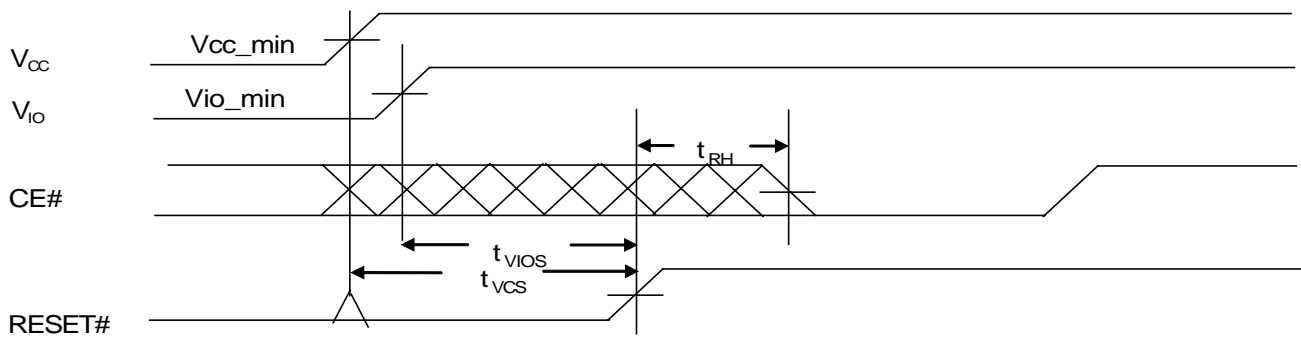 Vcc_min
VCC
Vio_min
VIO
tRH
CE#
tVIOS
tVCS
RESET#